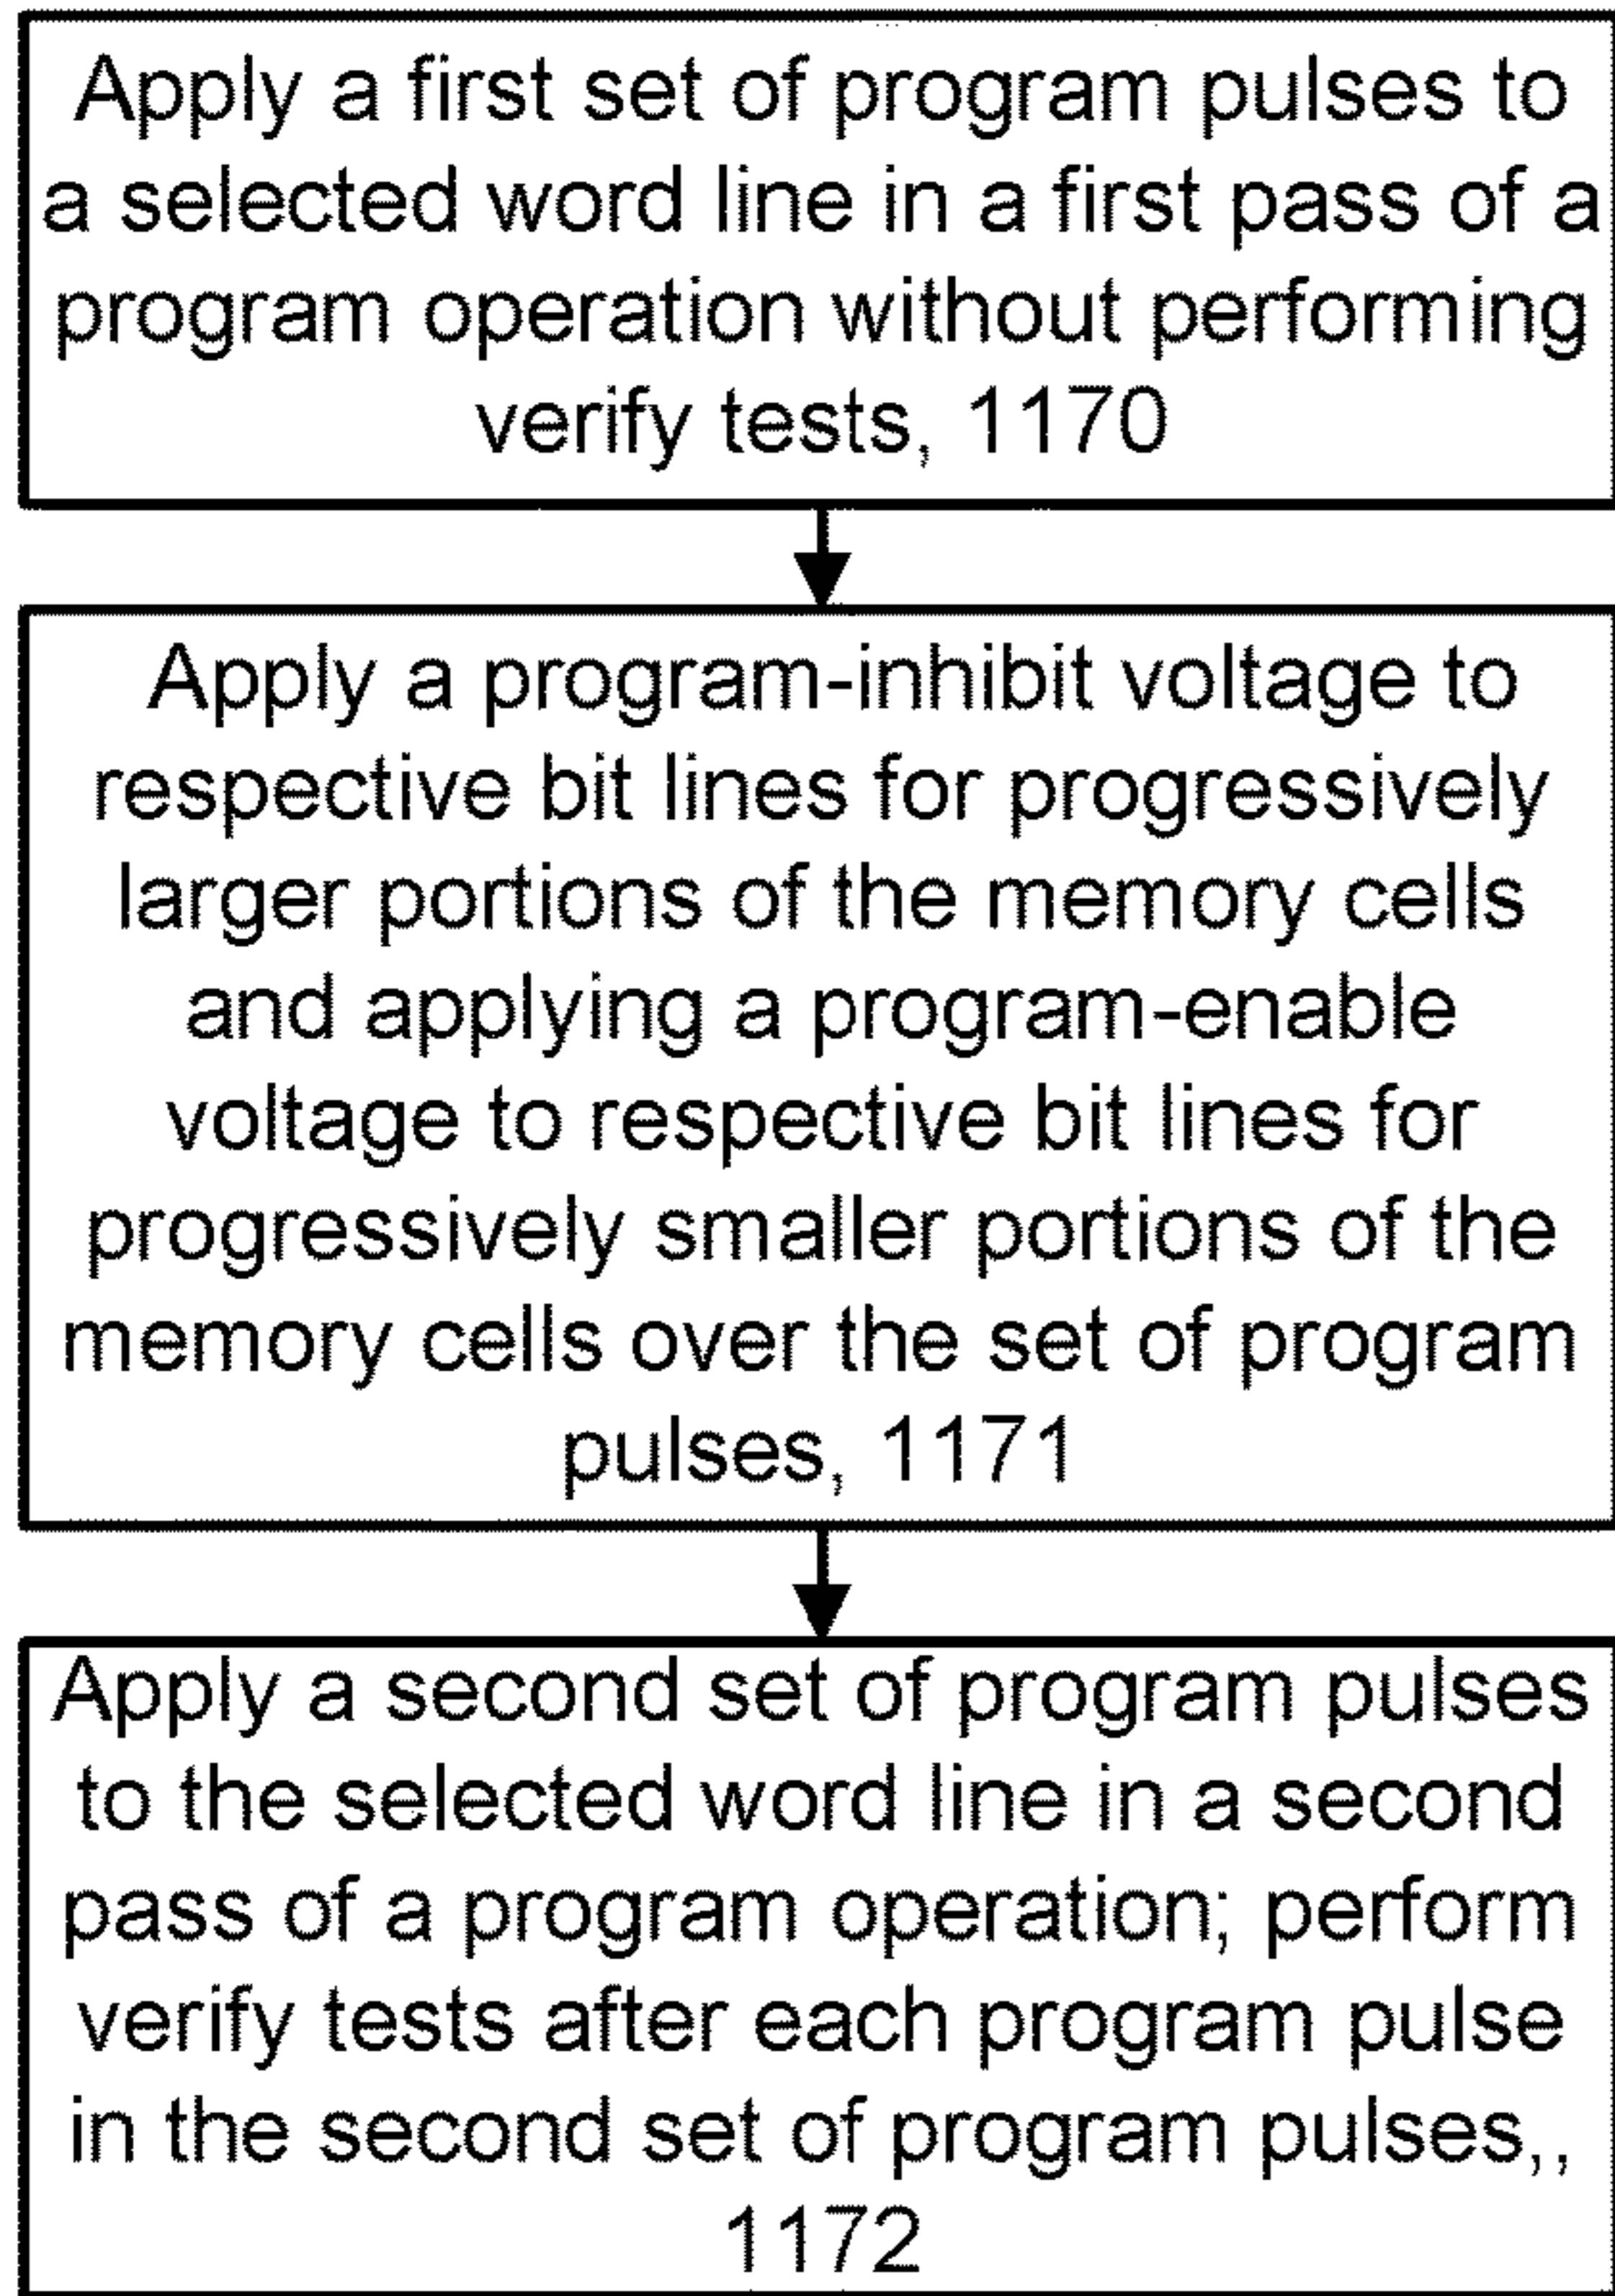 Apply a first set of program pulses to
a selected word line in a first pass of a
program operation without performing
verify tests, 1170
Apply a program-inhibit voltage to
respective bit lines for progressively
larger portions of the memory cells
and applying a program-enable
voltage to respective bit lines for
progressively smaller portions of the
memory cells over the set of program
pulses, 1171
Apply a second set of program pulses
to the selected word line in a second
pass of a program operation; perform
verify tests after each program pulse
in the second set of program pulses,,
1172